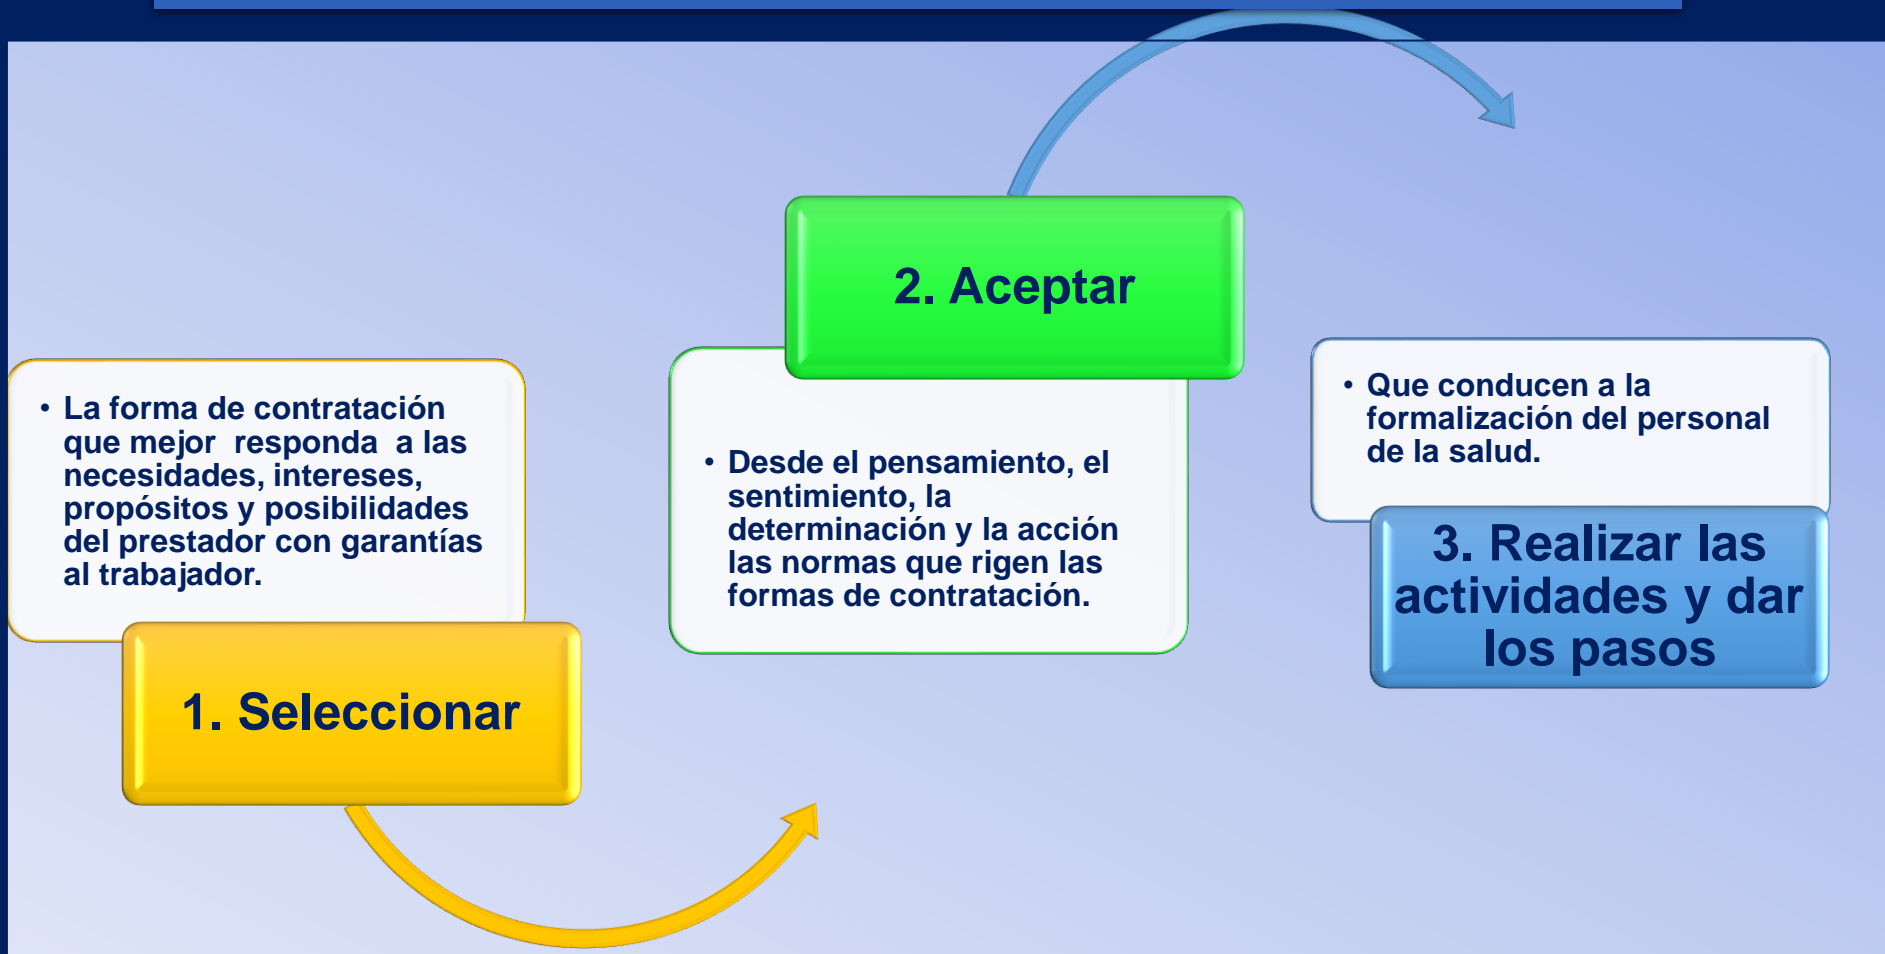 • La forma de contratación
que mejor  responda  a las
necesidades, intereses,
propósitos y posibilidades
del prestador con garantías
al trabajador.
1. Seleccionar
2. Aceptar
• Desde el pensamiento, el
sentimiento, la
determinación y la acción
las normas que rigen las
formas de contratación.
• Que conducen a la
formalización del personal
de la salud.
3. Realizar las
actividades y dar
los pasos